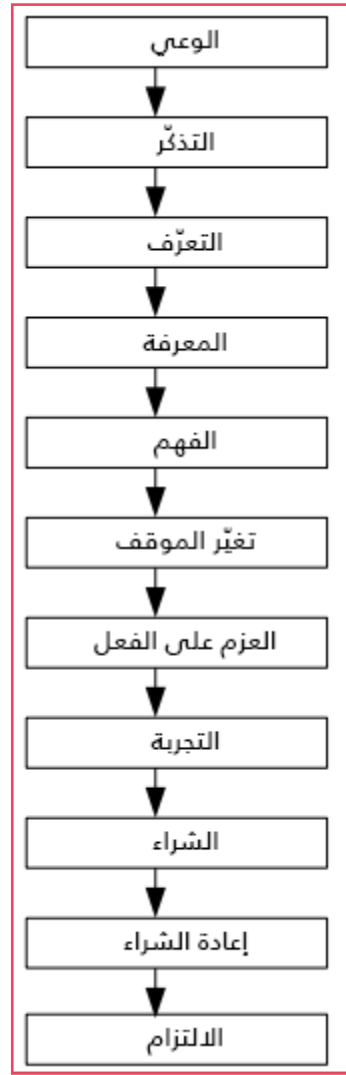 الوعي
التذكّر
التعرّف
المعرفة
الفهم
تغيّر الموقف
العزم على الفعل
التجربة
الشراء
إعادة الشراء
الالتزام